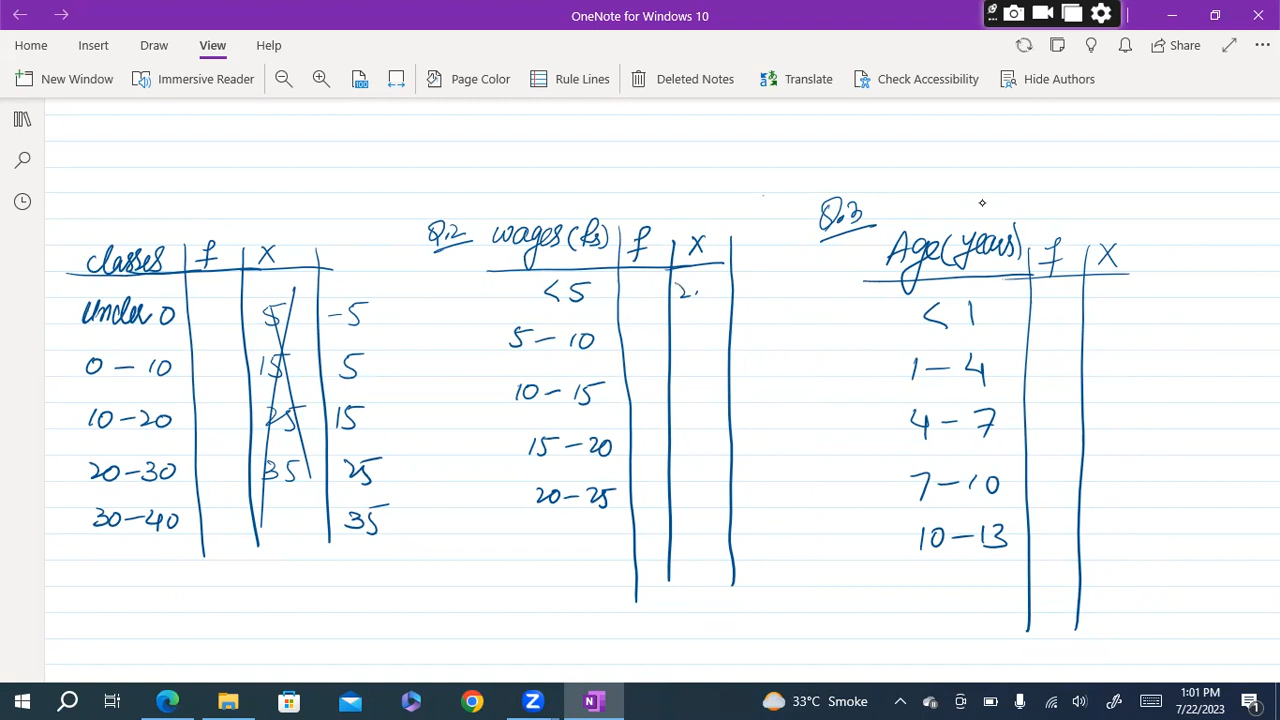 OneNote for Windows 10
Home Insert Draw View Help Share
New Window Immersive Reader Page Color Rule Lines Deleted Notes Translate Check Accessibility Hide Authors
classes f X
Under 0 5 -5
0 - 10 15 5
10 - 20 25 15
20 - 30 35 25
30 - 40 35
Q.2 wages (Rs) f X
< 5 2.
5 - 10
10 - 15
15 - 20
20 - 25
Q.3
Age (years) f X
< 1
1 - 4
4 - 7
7 - 10
10 - 13
33°C Smoke
1:01 PM
7/22/2023